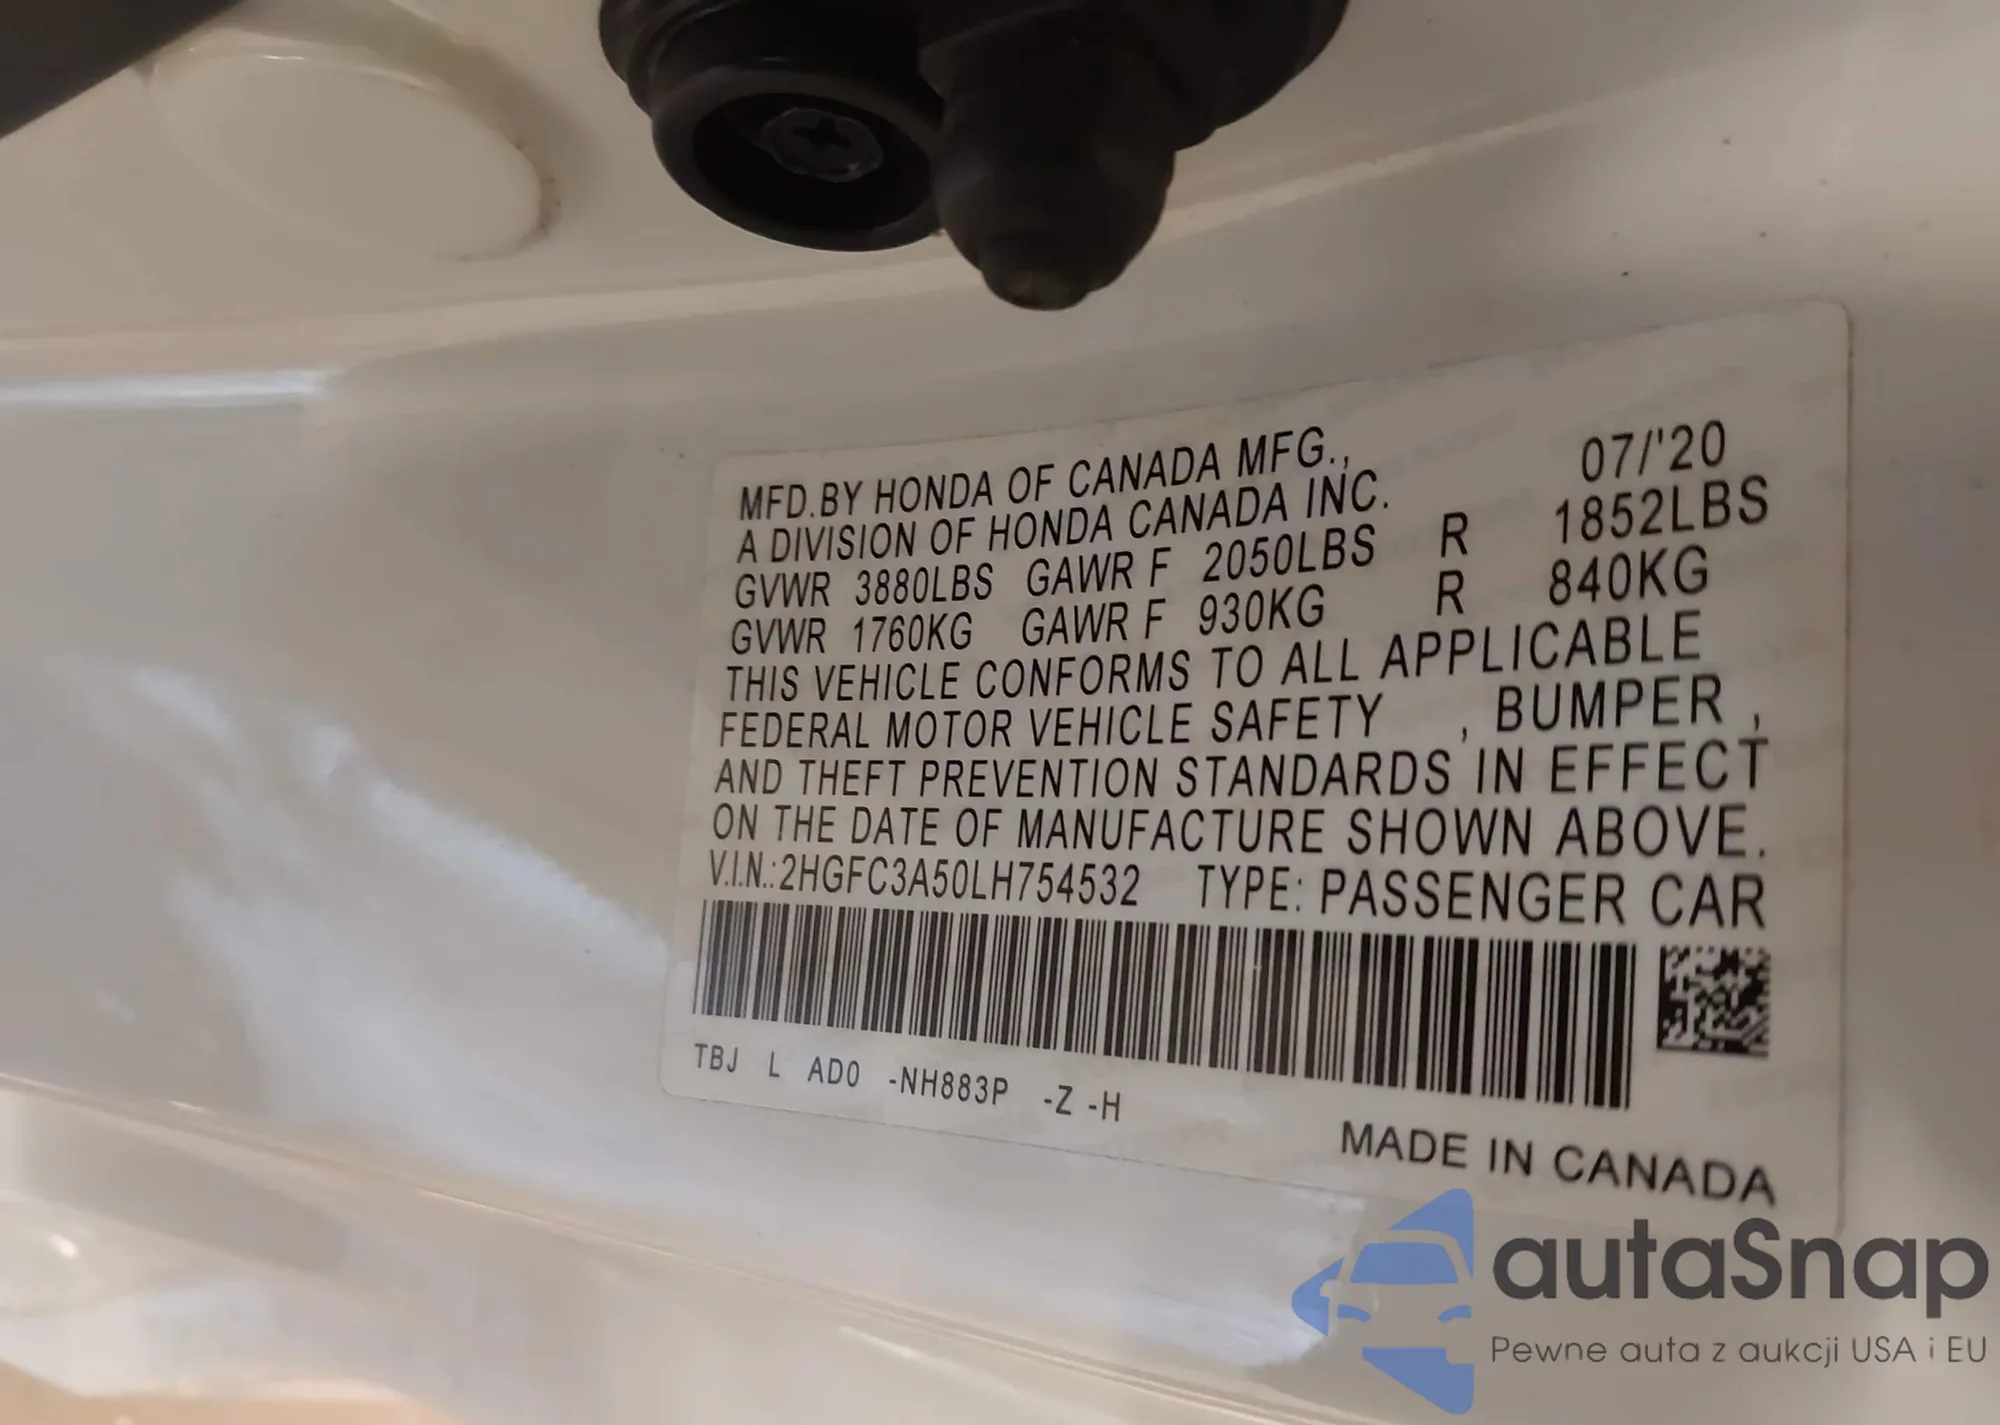 MFD.BY HONDA OF CANADA MFG., 07/'20
A DIVISION OF HONDA CANADA INC.
GVWR 3880LBS GAWR F 2050LBS R 1852LBS
GVWR 1760KG GAWR F 930KG R 840KG
THIS VEHICLE CONFORMS TO ALL APPLICABLE
FEDERAL MOTOR VEHICLE SAFETY , BUMPER ,
AND THEFT PREVENTION STANDARDS IN EFFECT
ON THE DATE OF MANUFACTURE SHOWN ABOVE.
V.I.N.:2HGFC3A50LH754532 TYPE: PASSENGER CAR
TBJ L AD0 -NH883P -Z -H
MADE IN CANADA
autaSnap
Pewne auta z aukcji USA i EU